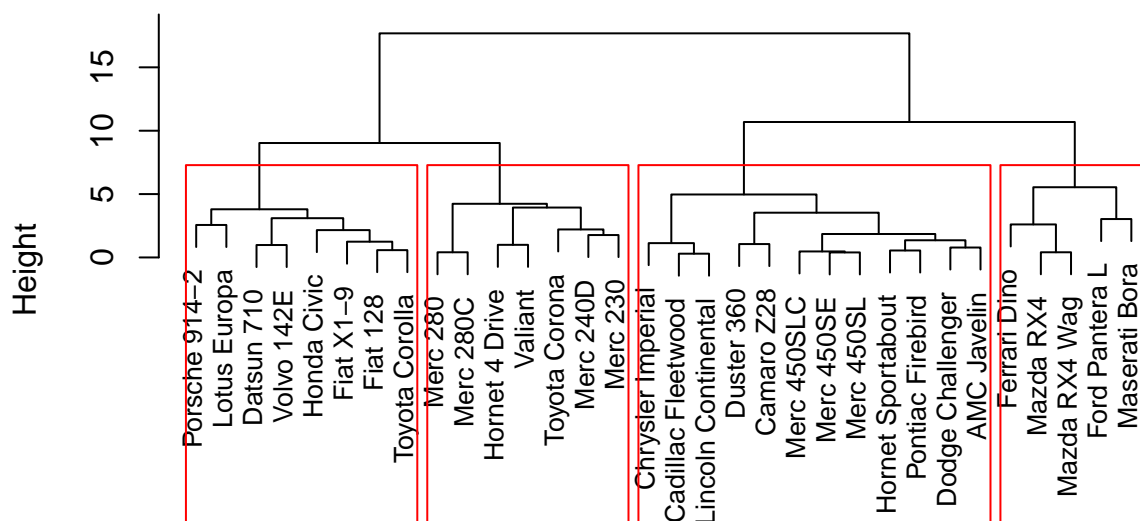 Height
0
5
10
15
Porsche 914−2
Lotus Europa
Datsun 710
Volvo 142E
Honda Civic
Fiat X1−9
Fiat 128
Toyota Corolla
Merc 280
Merc 280C
Hornet 4 Drive
Valiant
Toyota Corona
Merc 240D
Merc 230
Chrysler Imperial
Cadillac Fleetwood
Lincoln Continental
Duster 360
Camaro Z28
Merc 450SLC
Merc 450SE
Merc 450SL
Hornet Sportabout
Pontiac Firebird
Dodge Challenger
AMC Javelin
Ferrari Dino
Mazda RX4
Mazda RX4 Wag
Ford Pantera L
Maserati Bora